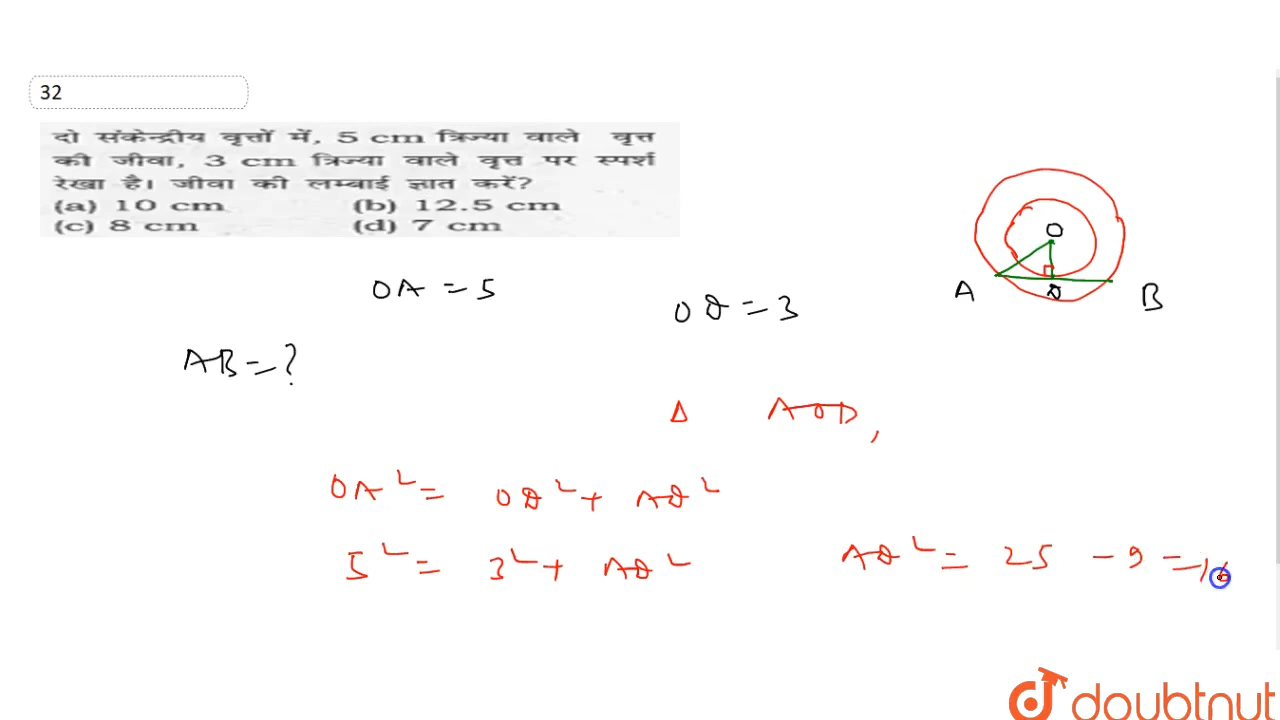 32
दो संकेन्द्रीय वृत्तों में, 5 cm त्रिज्या वाले वृत्त
की जीवा, 3 cm त्रिज्या वाले वृत्त पर स्पर्श
रेखा है। जीवा की लम्बाई ज्ञात करें?
(a) 10 cm (b) 12.5 cm
(c) 8 cm (d) 7 cm
O
A D B
OA = 5
OD = 3
AB = ?
Δ AOD,
OA² = OD² + AD²
5² = 3² + AD² AD² = 25 - 9 = 16
doubtnut